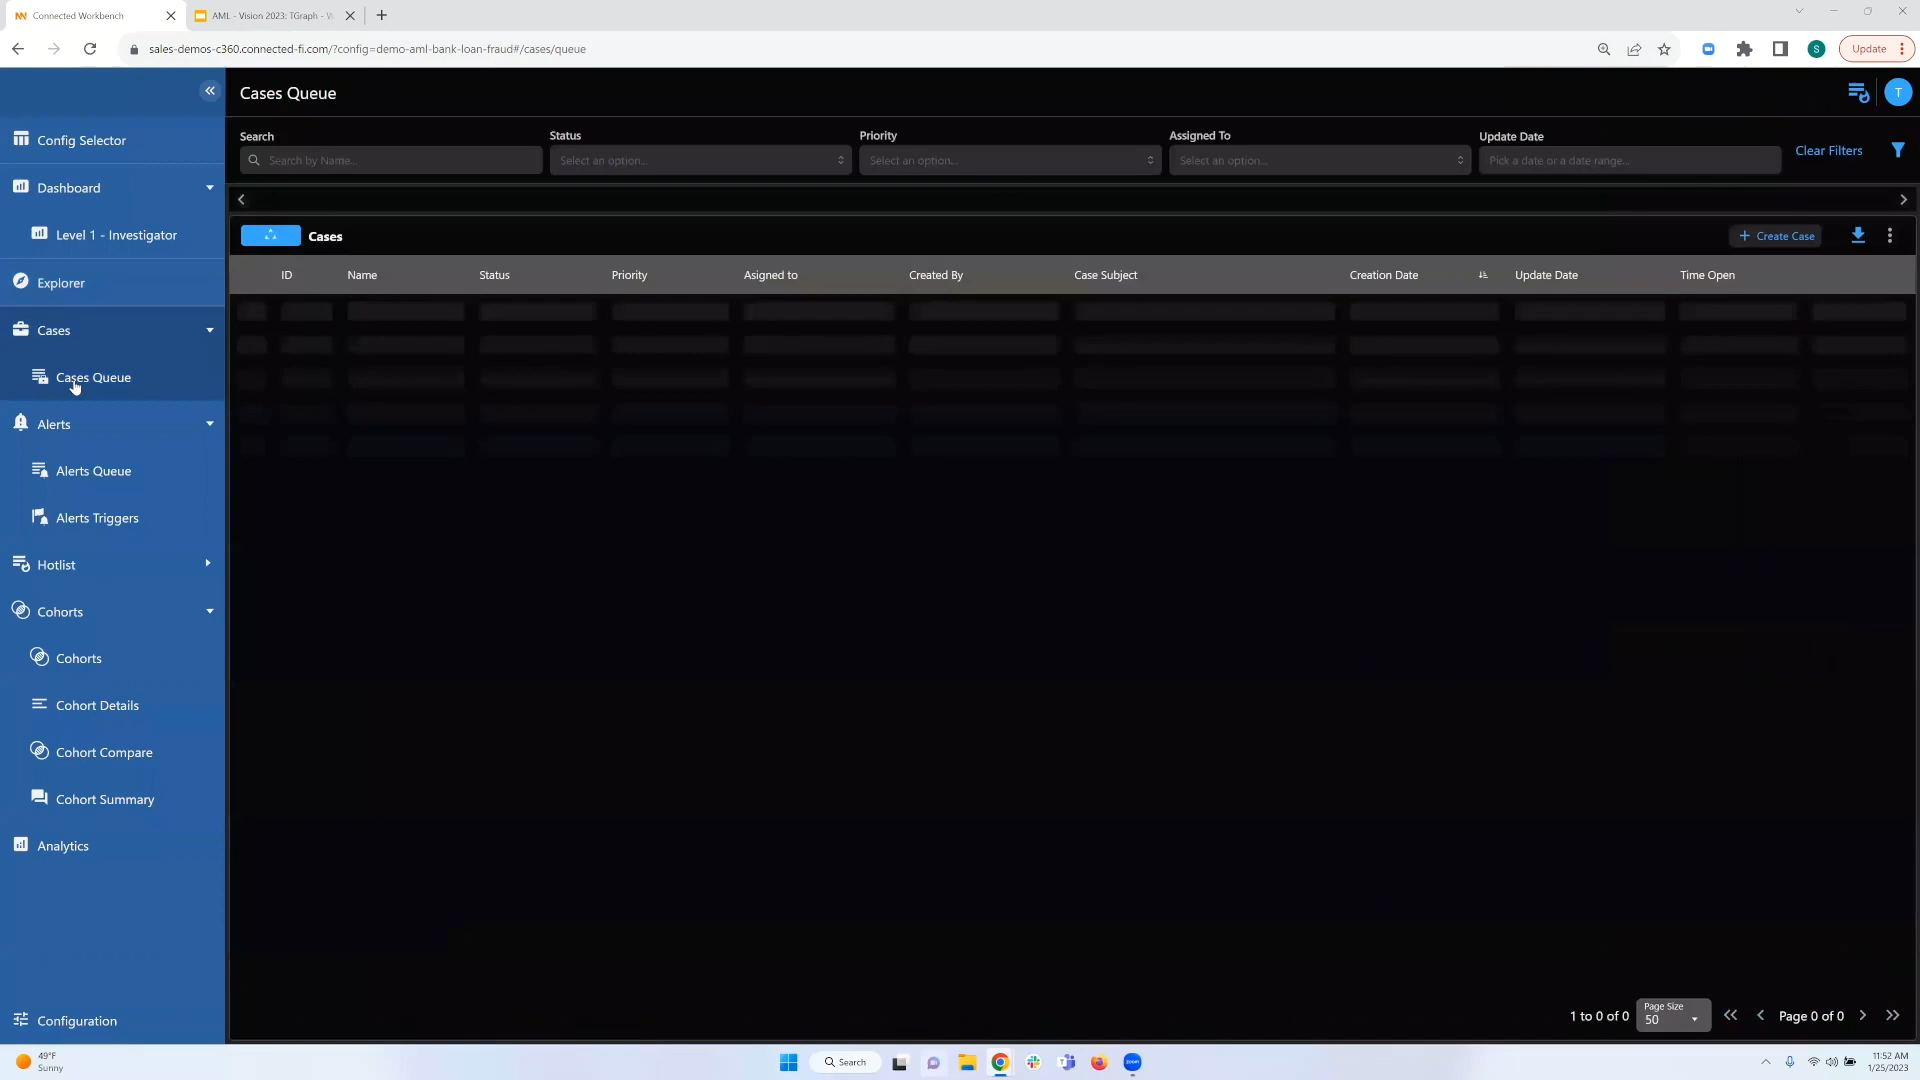 Connected Workbench
AML - Vision 2023: TGraph - W
sales-demos-c360.connected-fi.com/?config=demo-aml-bank-loan-fraud#/cases/queue
S
Update
Config Selector
Dashboard
Level 1 - Investigator
Explorer
Cases
Cases Queue
Alerts
Alerts Queue
Alerts Triggers
Hotlist
Cohorts
Cohorts
Cohort Details
Cohort Compare
Cohort Summary
Analytics
Configuration
Cases Queue
T
Search
Status
Priority
Assigned To
Update Date
Search by Name...
Select an option...
Select an option...
Select an option...
Pick a date or a date range...
Clear Filters
Cases
+ Create Case
ID
Name
Status
Priority
Asigned to
Created By
Case Subject
Creation Date
Update Date
Time Open
1 to 0 of 0
Page Size
50
Page 0 of 0
49°F
Sunny
Search
zoom
11:52 AM
1/25/2023